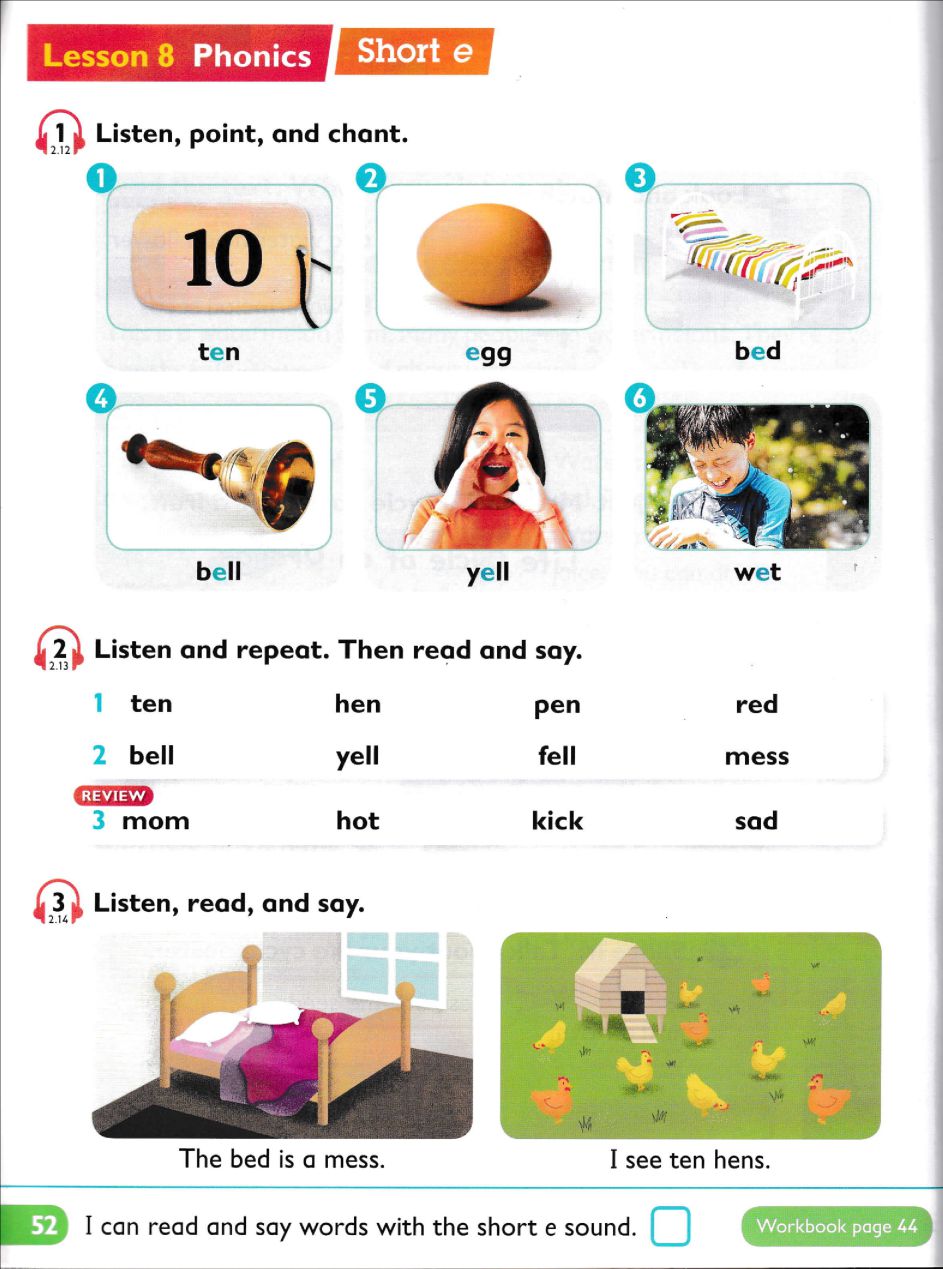 Lesson 8 Phonics Short e
1 Listen, point, and chant.
2.12
1 2 3
10
ten egg bed
4 5 6
bell yell wet
2 Listen and repeat. Then read and say.
2.13
1 ten hen pen red
2 bell yell fell mess
REVIEW
3 mom hot kick sad
3 Listen, read, and say.
2.14
The bed is a mess. I see ten hens.
52 I can read and say words with the short e sound. Workbook page 44